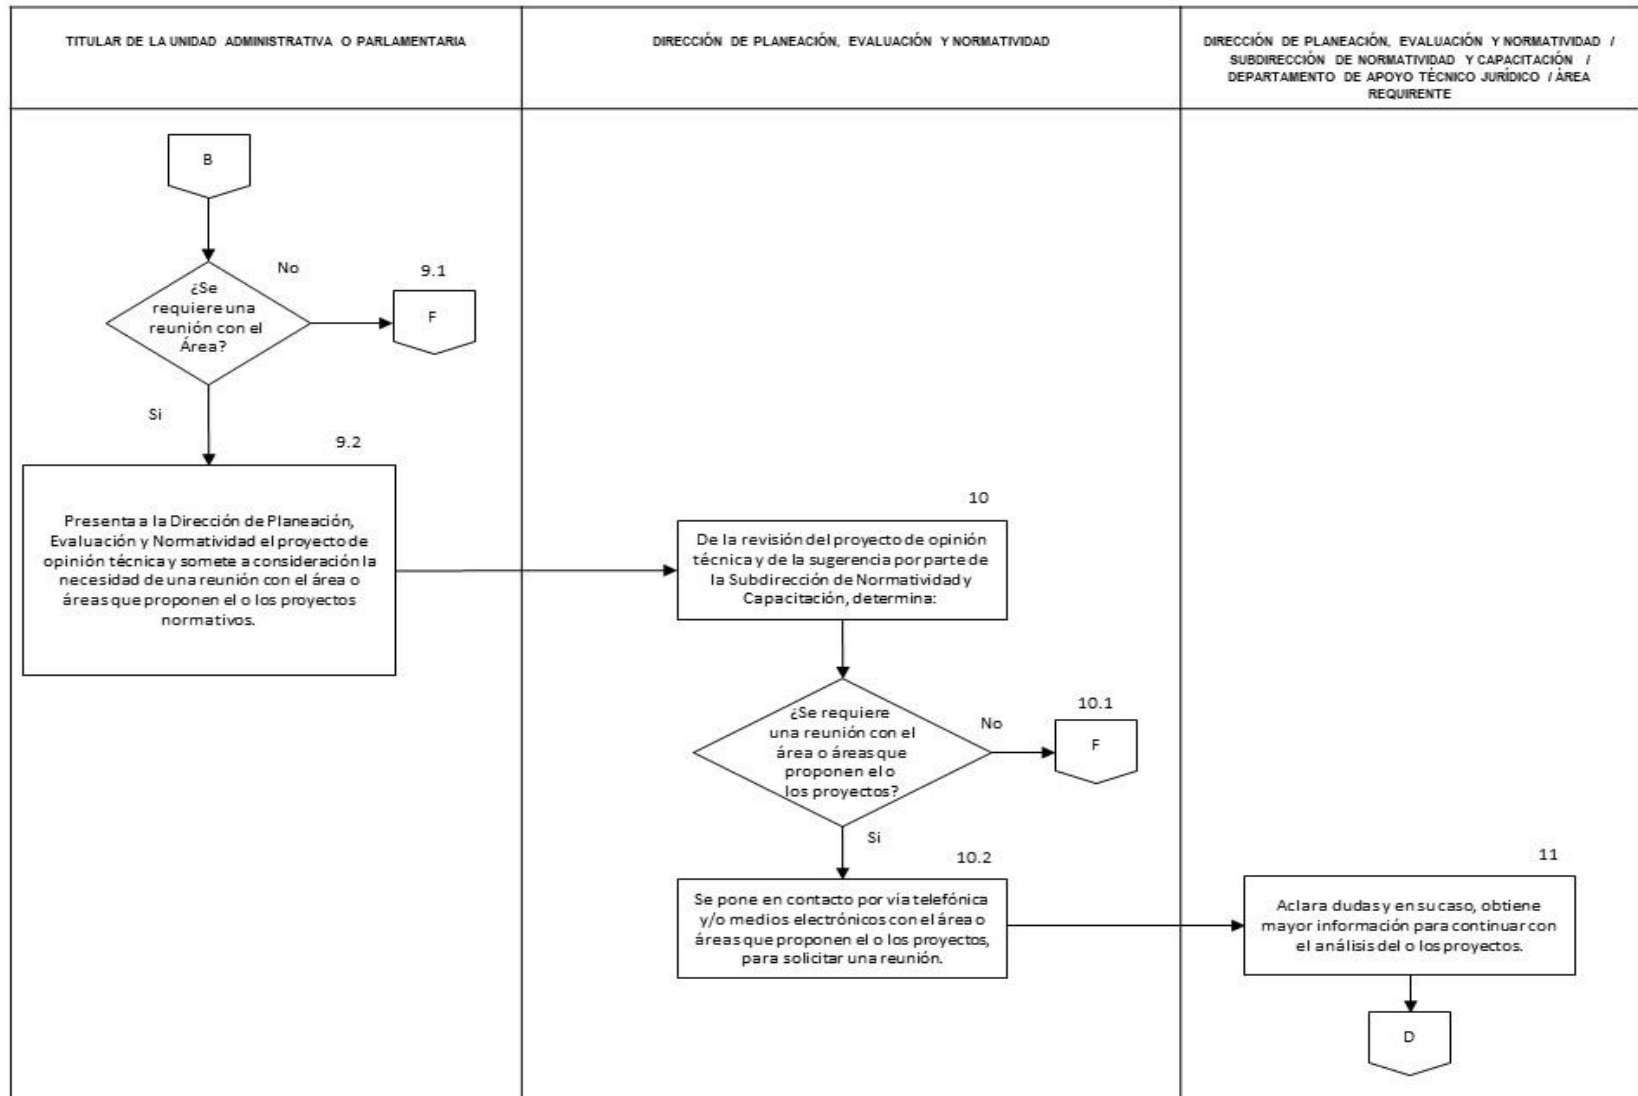 TITULAR DE LA UNIDAD ADMINISTRATIVA O PARLAMENTARIA
DIRECCIÓN DE PLANEACIÓN, EVALUACIÓN Y NORMATIVIDAD
DIRECCIÓN DE PLANEACIÓN, EVALUACIÓN Y NORMATIVIDAD /
SUBDIRECCIÓN DE NORMATIVIDAD Y CAPACITACIÓN /
DEPARTAMENTO DE APOYO TÉCNICO JURÍDICO / ÁREA
REQUIRENTE
B
¿Se
requiere una
reunión con el
Área?
No
9.1
F
Si
9.2
Presenta a la Dirección de Planeación,
Evaluación y Normatividad el proyecto de
opinión técnica y somete a consideración la
necesidad de una reunión con el área o
áreas que proponen el o los proyectos
normativos.
10
De la revisión del proyecto de opinión
técnica y de la sugerencia por parte de
la Subdirección de Normatividad y
Capacitación, determina:
¿Se requiere
una reunión con el
área o áreas que
proponen el o
los proyectos?
No
10.1
F
Si
10.2
Se pone en contacto por vía telefónica
y/o medios electrónicos con el área o
áreas que proponen el o los proyectos,
para solicitar una reunión.
11
Aclara dudas y en su caso, obtiene
mayor información para continuar con
el análisis del o los proyectos.
D